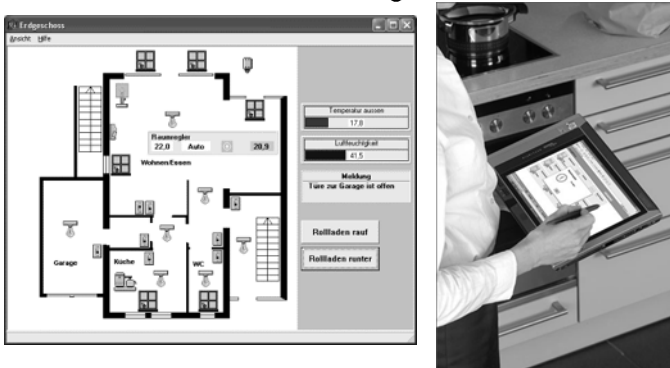 Erdgeschoss
Ansicht Hilfe
Temperatur aussen
17,8
Luftfeuchtigkeit
41,5
Meldung
Türe zur Garage ist offen
Raumregler
22,0 Auto 20,9
Wohnen/Essen
Rollladen rauf
Rollladen runter
Garage
Küche
WC